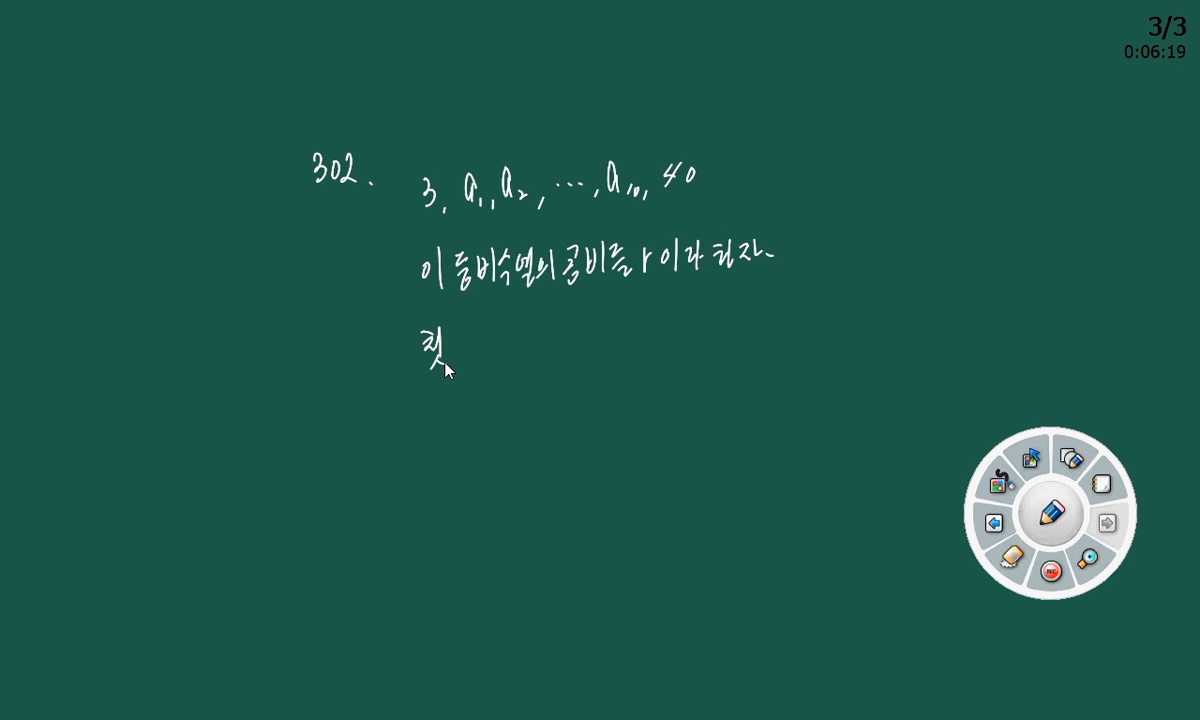 3/3
0:06:19
302. 3, a₁, a₂, ⋯, a₁₀, 40
이 등비수열의 공비를 r이라 하자.
첫